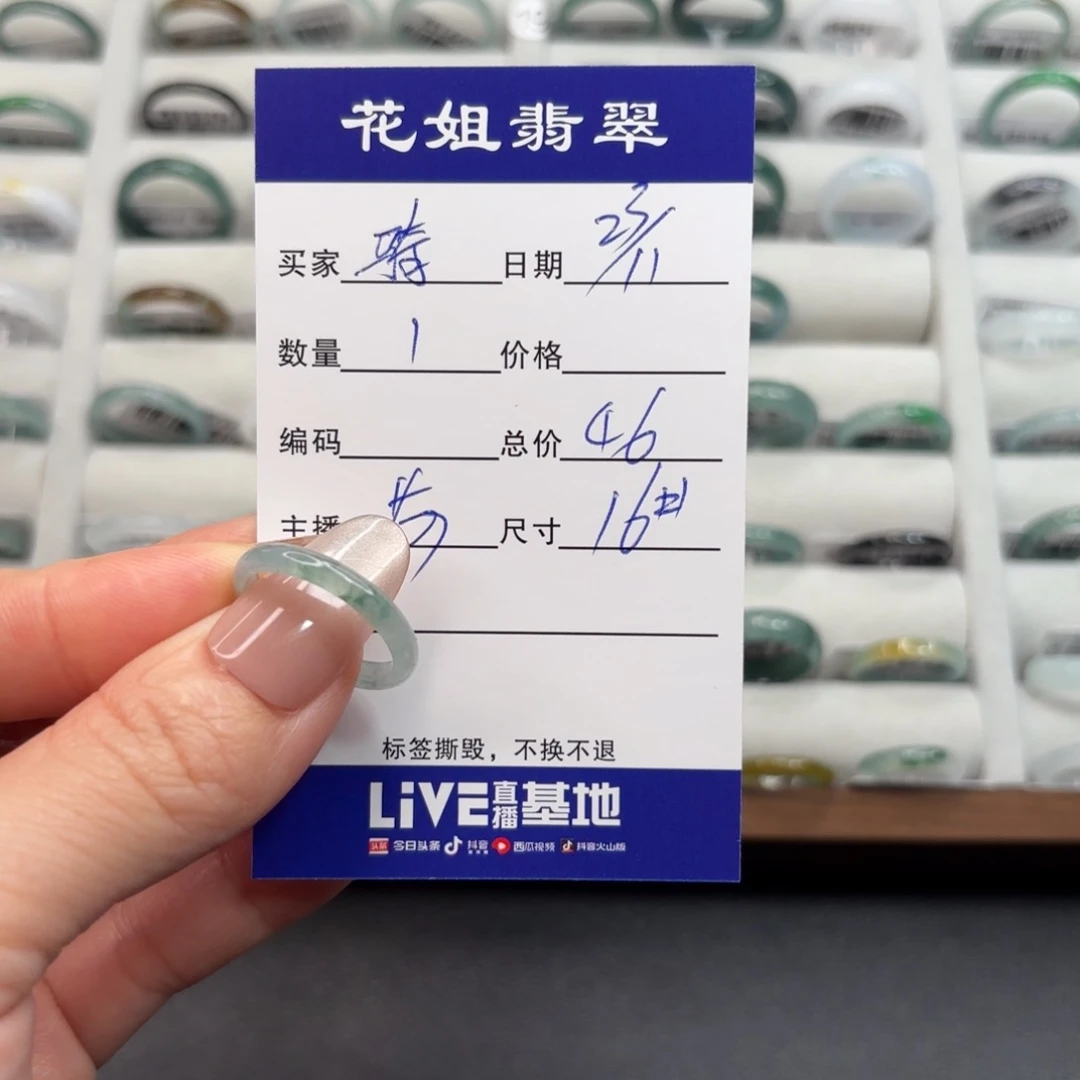 花姐翡翠
买家 日期 23/11
数量 1 价格
编码 总价 46
主播 尺寸 16#
标签撕毁，不换不退
LiVE直播基地
头条 今日头条 抖音 西瓜视频 抖音火山版